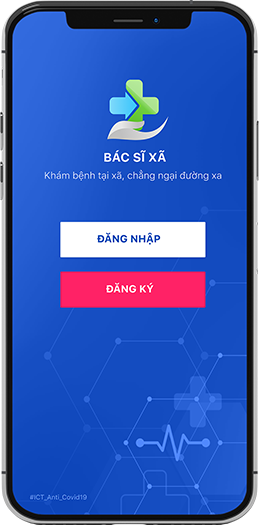 BÁC SĨ XÃ
Khám bệnh tại xã, chẳng ngại đường xa
ĐĂNG NHẬP
ĐĂNG KÝ
#ICT_Anti_Covid19